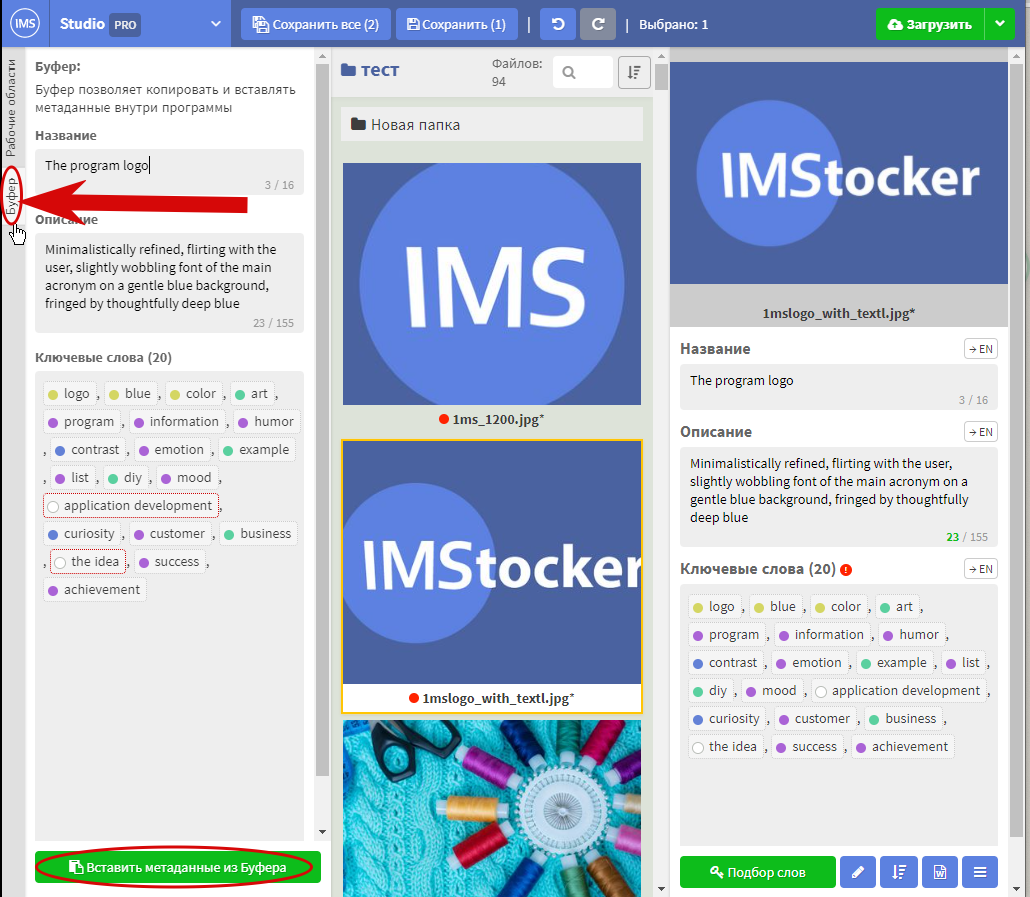 IMS Studio PRO
Сохранить все (2)
Сохранить (1)
|
| Выбрано: 1
Загрузить
Рабочие области
Буфер
Буфер:
Буфер позволяет копировать и вставлять
метаданные внутри программы
Название
The program logo
3 / 16
Описание
Minimalistically refined, flirting with the
user, slightly wobbling font of the main
acronym on a gentle blue background,
fringed by thoughtfully deep blue
23 / 155
Ключевые слова (20)
logo , blue , color , art ,
program , information , humor
, contrast , emotion , example
, list , diy , mood ,
application development ,
curiosity , customer , business
, the idea , success ,
achievement
Вставить метаданные из Буфера
тест
Файлов:
94
Новая папка
IMS
1ms_1200.jpg*
IMStocker
1mslogo_with_textl.jpg*
IMStocker
1mslogo_with_textl.jpg*
Название
→ EN
The program logo
3 / 16
Описание
→ EN
Minimalistically refined, flirting with the user,
slightly wobbling font of the main acronym on a
gentle blue background, fringed by thoughtfully
deep blue
23 / 155
Ключевые слова (20)
→ EN
logo , blue , color , art ,
program , information , humor ,
contrast , emotion , example , list ,
diy , mood , application development ,
curiosity , customer , business ,
the idea , success , achievement
Подбор слов